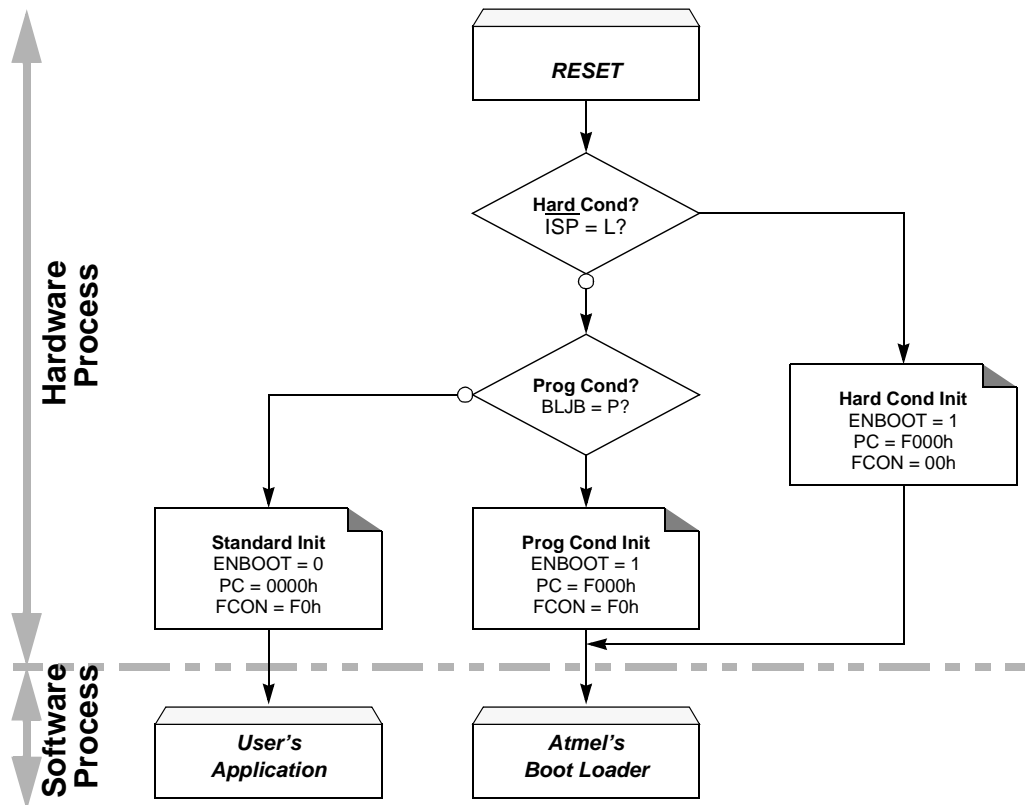 RESET
Hard Cond?
ISP = L?
Prog Cond?
BLJB = P?
Hard Cond Init
ENBOOT = 1
PC = F000h
FCON = 00h
Standard Init
ENBOOT = 0
PC = 0000h
FCON = F0h
Prog Cond Init
ENBOOT = 1
PC = F000h
FCON = F0h
User's
Application
Atmel's
Boot Loader
Hardware
Process
Software
Process